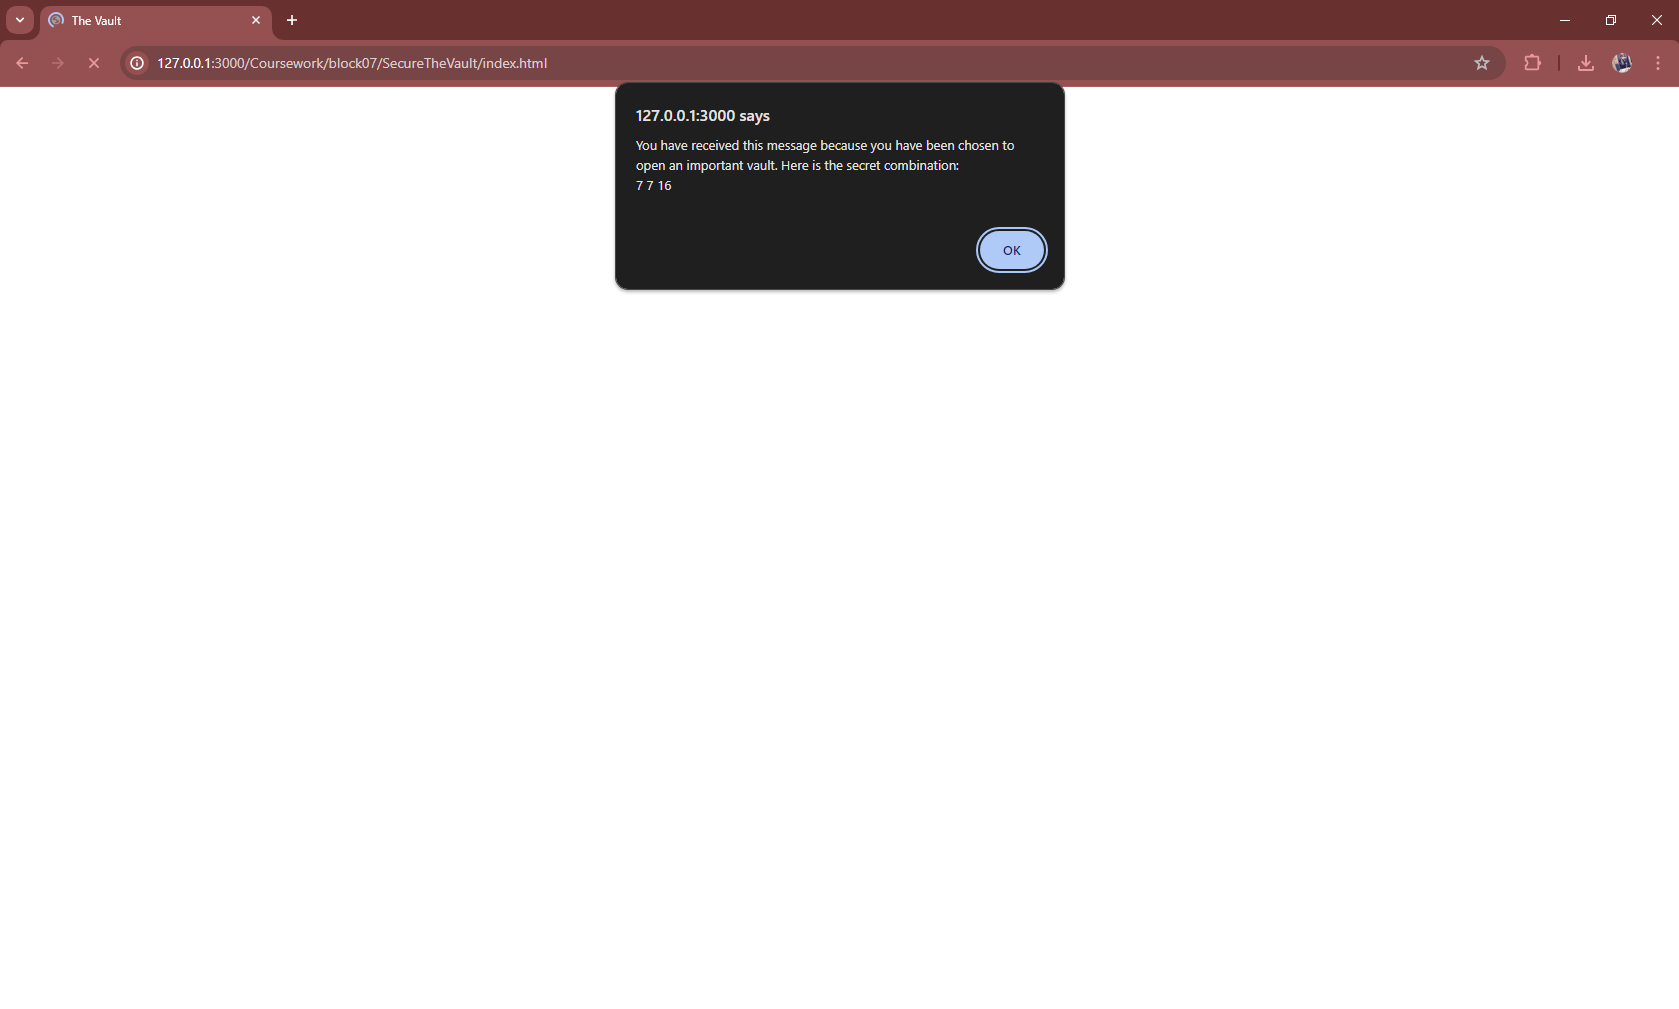 The Vault
127.0.0.1:3000/Coursework/block07/SecureTheVault/index.html
127.0.0.1:3000 says
You have received this message because you have been chosen to
open an important vault. Here is the secret combination:
7 7 16
OK